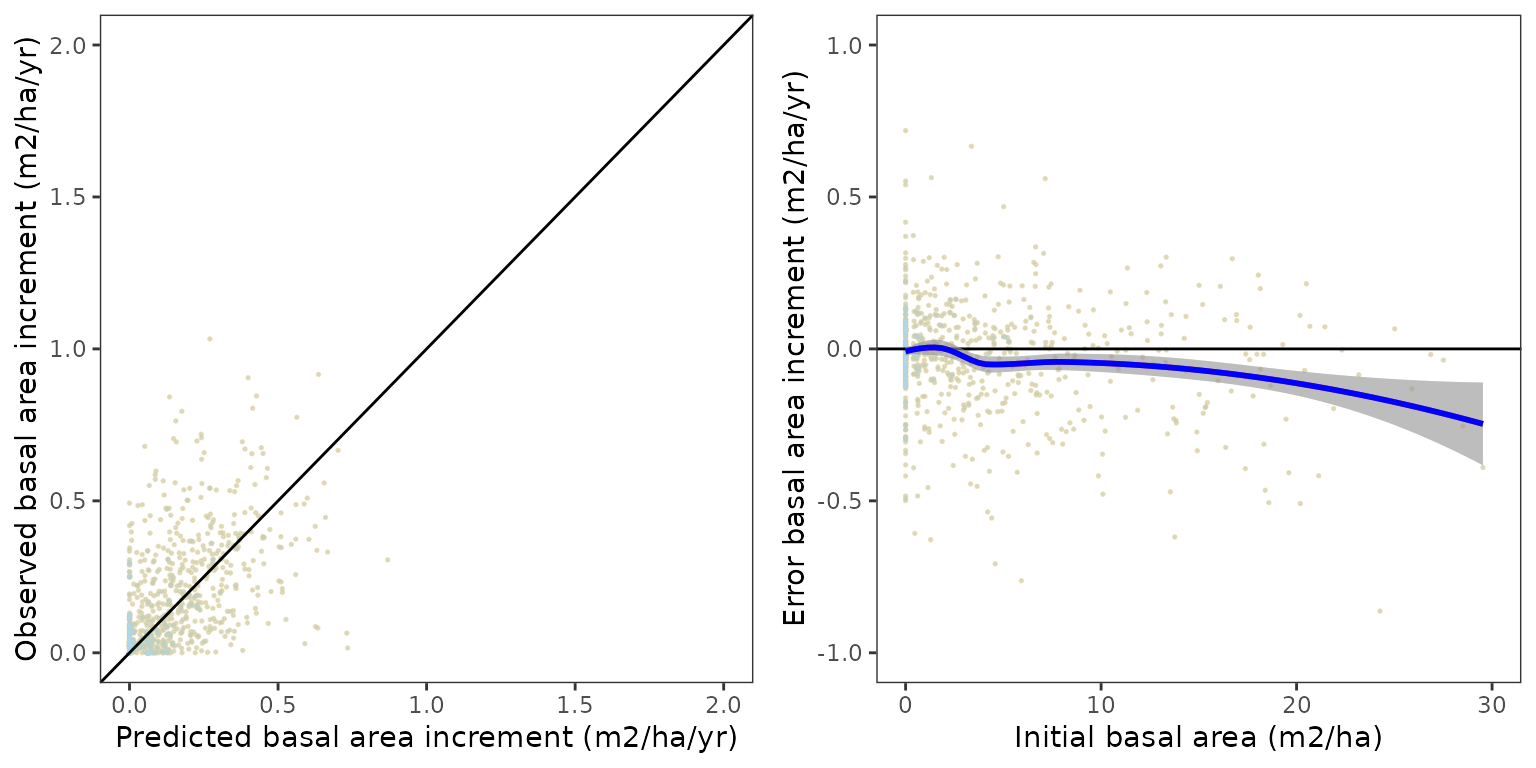 Observed basal area increment (m2/ha/yr)
2.0
1.5
1.0
0.5
0.0
0.0 0.5 1.0 1.5 2.0
Predicted basal area increment (m2/ha/yr)
Error basal area increment (m2/ha/yr)
1.0
0.5
0.0
-0.5
-1.0
0 10 20 30
Initial basal area (m2/ha)